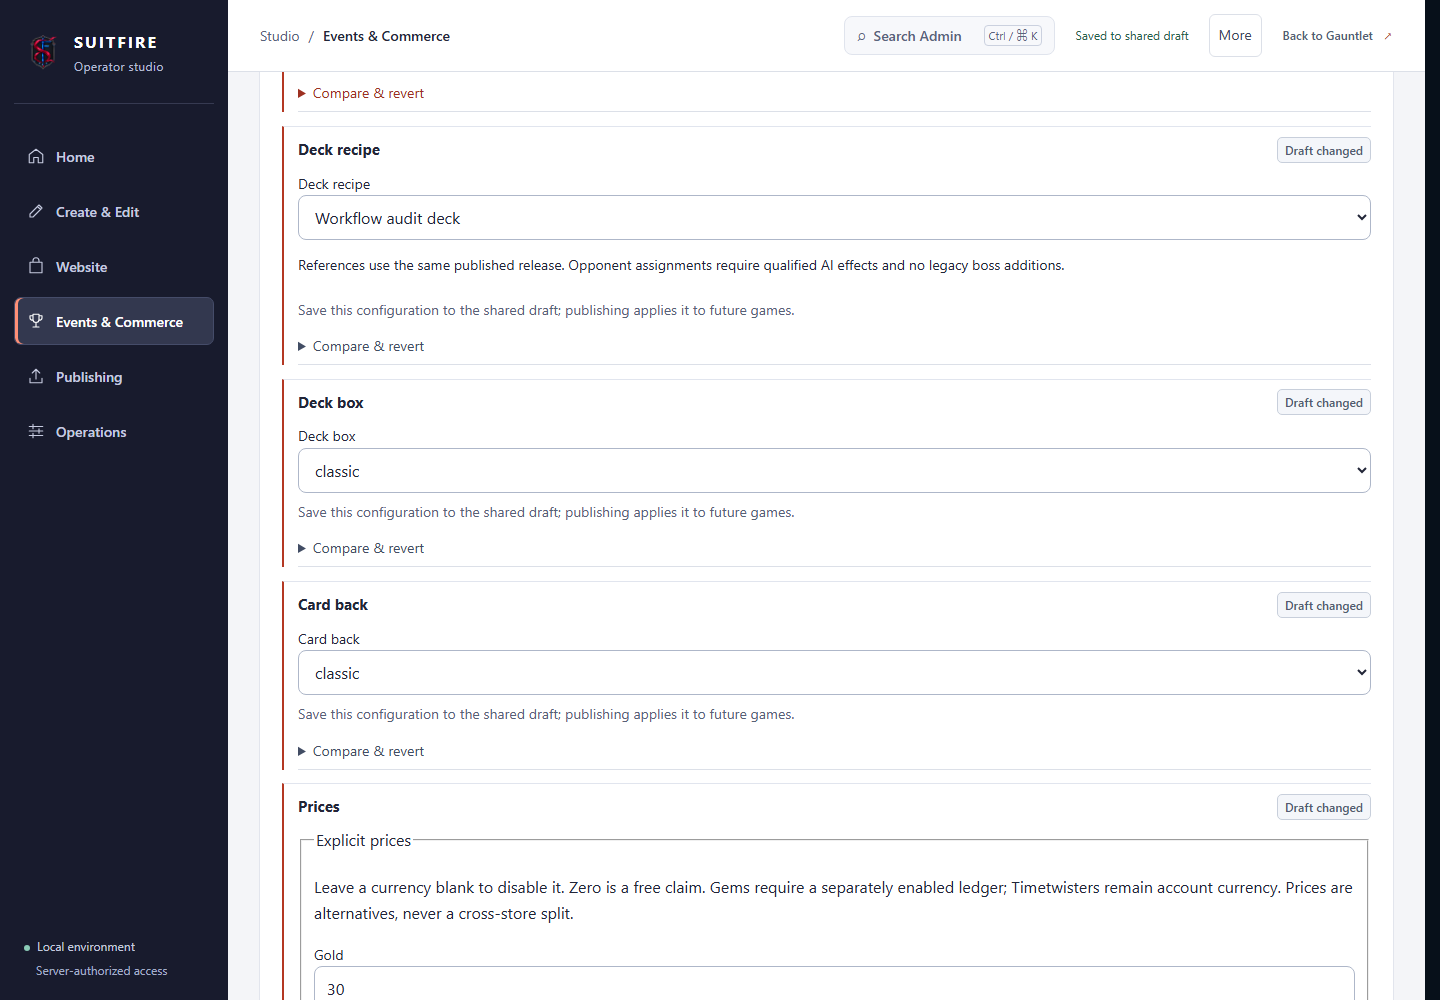 SUITFIRE
Operator studio
Home
Create & Edit
Website
Events & Commerce
Publishing
Operations
Local environment
Server-authorized access
Studio / Events & Commerce
Search Admin
Ctrl / ⌘ K
Saved to shared draft
More
Back to Gauntlet ↗
Compare & revert
Deck recipe
Draft changed
Deck recipe
Workflow audit deck
References use the same published release. Opponent assignments require qualified AI effects and no legacy boss additions.
Save this configuration to the shared draft; publishing applies it to future games.
Compare & revert
Deck box
Draft changed
Deck box
classic
Save this configuration to the shared draft; publishing applies it to future games.
Compare & revert
Card back
Draft changed
Card back
classic
Save this configuration to the shared draft; publishing applies it to future games.
Compare & revert
Prices
Draft changed
Explicit prices
Leave a currency blank to disable it. Zero is a free claim. Gems require a separately enabled ledger; Timetwisters remain account currency. Prices are
alternatives, never a cross-store split.
Gold
30